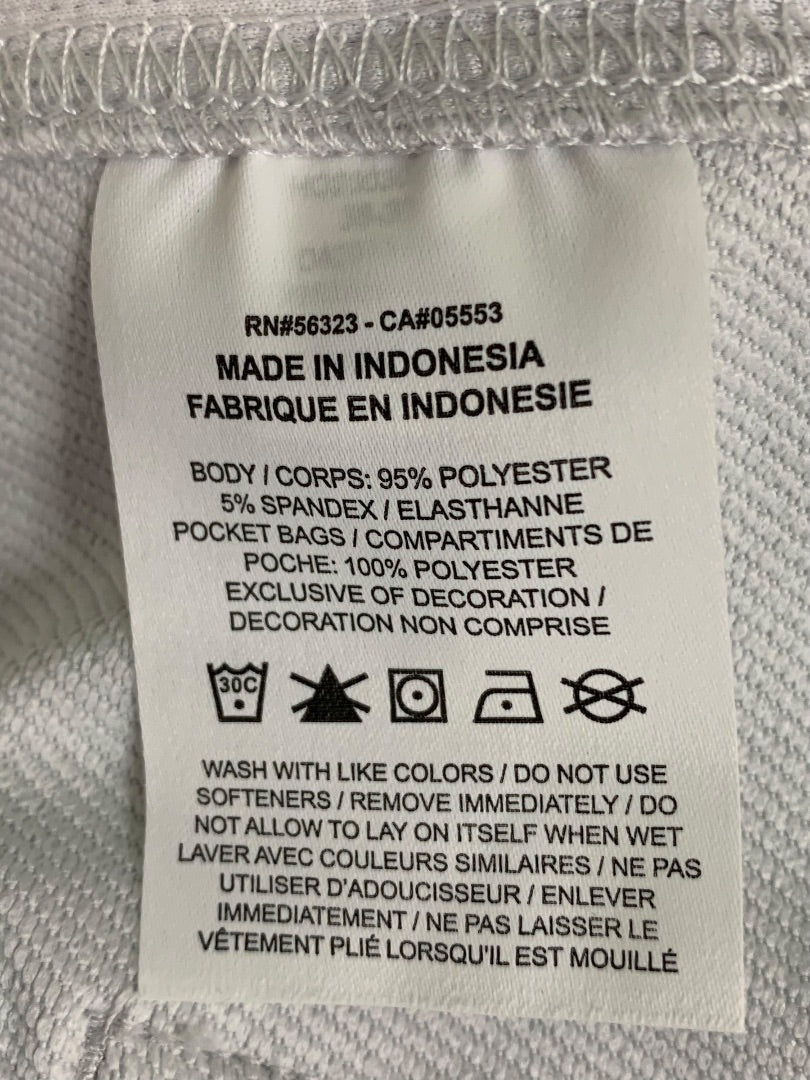 RN#56323 - CA#05553
MADE IN INDONESIA
FABRIQUE EN INDONESIE
BODY / CORPS: 95% POLYESTER
5% SPANDEX / ELASTHANNE
POCKET BAGS / COMPARTIMENTS DE
POCHE: 100% POLYESTER
EXCLUSIVE OF DECORATION /
DECORATION NON COMPRISE
30C
WASH WITH LIKE COLORS / DO NOT USE
SOFTENERS / REMOVE IMMEDIATELY / DO
NOT ALLOW TO LAY ON ITSELF WHEN WET
LAVER AVEC COULEURS SIMILAIRES / NE PAS
UTILISER D'ADOUCISSEUR / ENLEVER
IMMEDIATEMENT / NE PAS LAISSER LE
VÊTEMENT PLIÉ LORSQU'IL EST MOUILLÉ